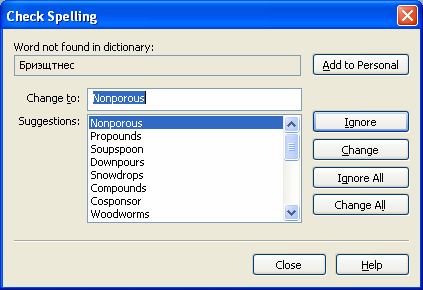 Check Spelling
Word not found in dictionary:
Бриэщтнес
Add to Personal
Change to:
Nonporous
Suggestions:
Nonporous
Propounds
Soupspoon
Downpours
Snowdrops
Compounds
Cosponsor
Woodworms
Ignore
Change
Ignore All
Change All
Close
Help